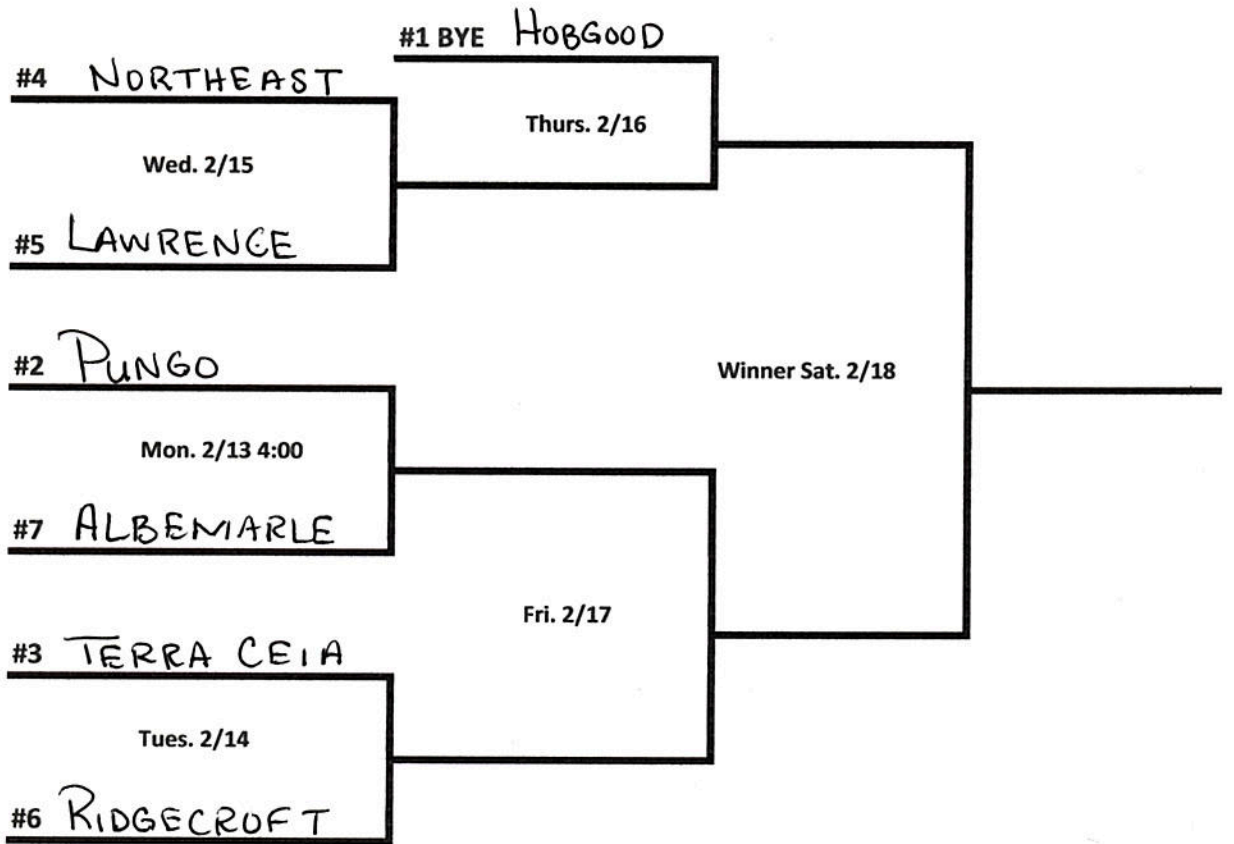 #1 BYE HOBGOOD
#4 NORTHEAST
Thurs. 2/16
Wed. 2/15
#5 LAWRENCE
#2 PUNGO
Winner Sat. 2/18
Mon. 2/13 4:00
#7 ALBEMARLE
Fri. 2/17
#3 TERRA CEIA
Tues. 2/14
#6 RIDGECROFT